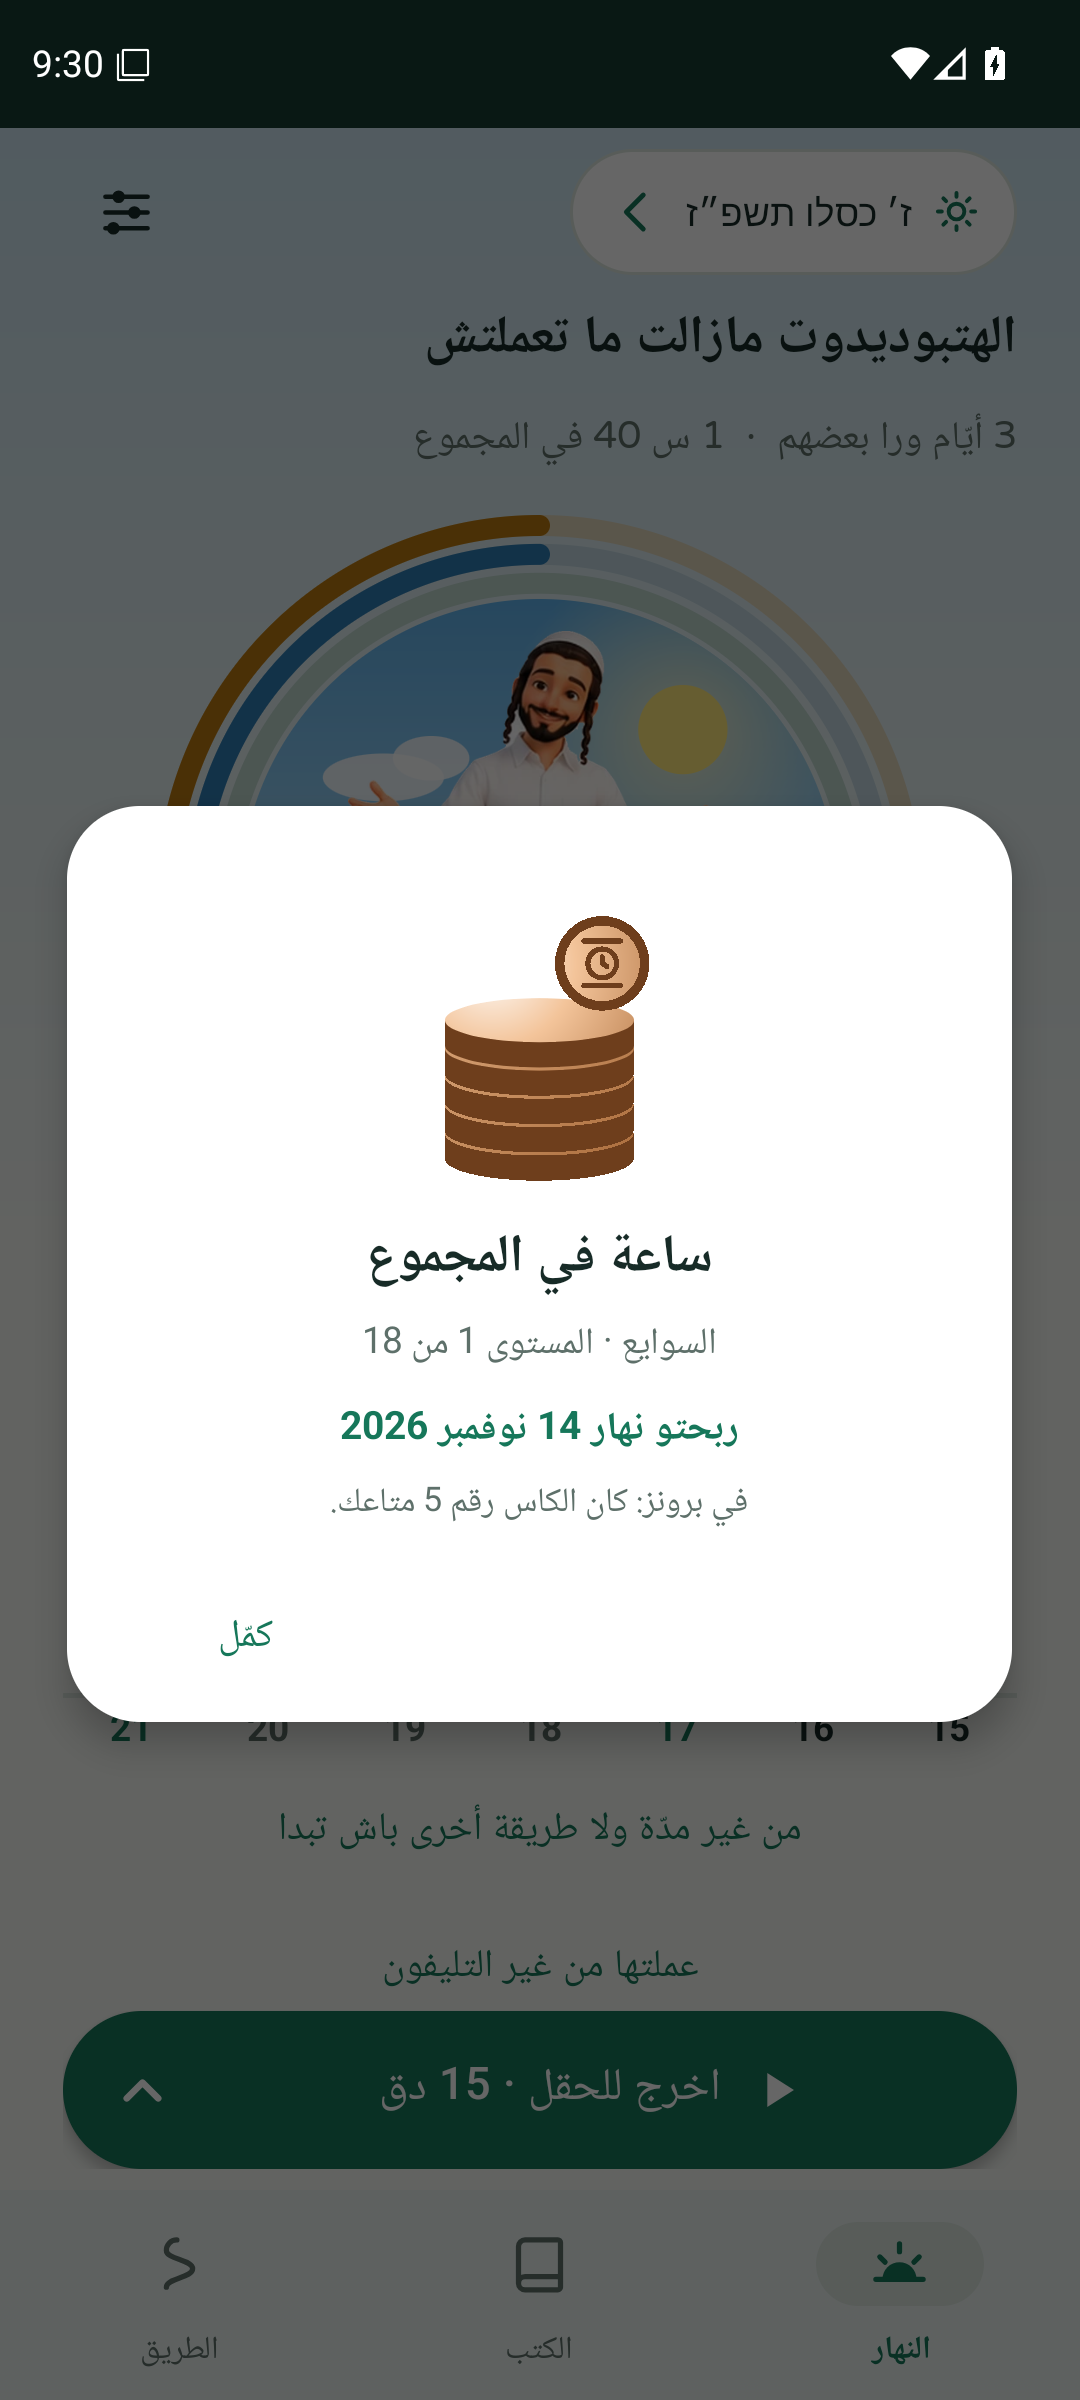 9:30
ז׳ כסלו תשפ״ז
الهتبوديدوت مازالت ما تعملتش
3 أيّام ورا بعضهم · 1 س 40 في المجموع
ساعة في المجموع
السوايع · المستوى 1 من 18
ربحتو نهار 14 نوفمبر 2026
في برونز: كان الكاس رقم 5 متاعك.
كمّل
15 16 17 18 19 20 21
من غير مدّة ولا طريقة أخرى باش تبدا
عملتها من غير التليفون
اخرج للحقل · 15 دق
النهار
الكتب
الطريق